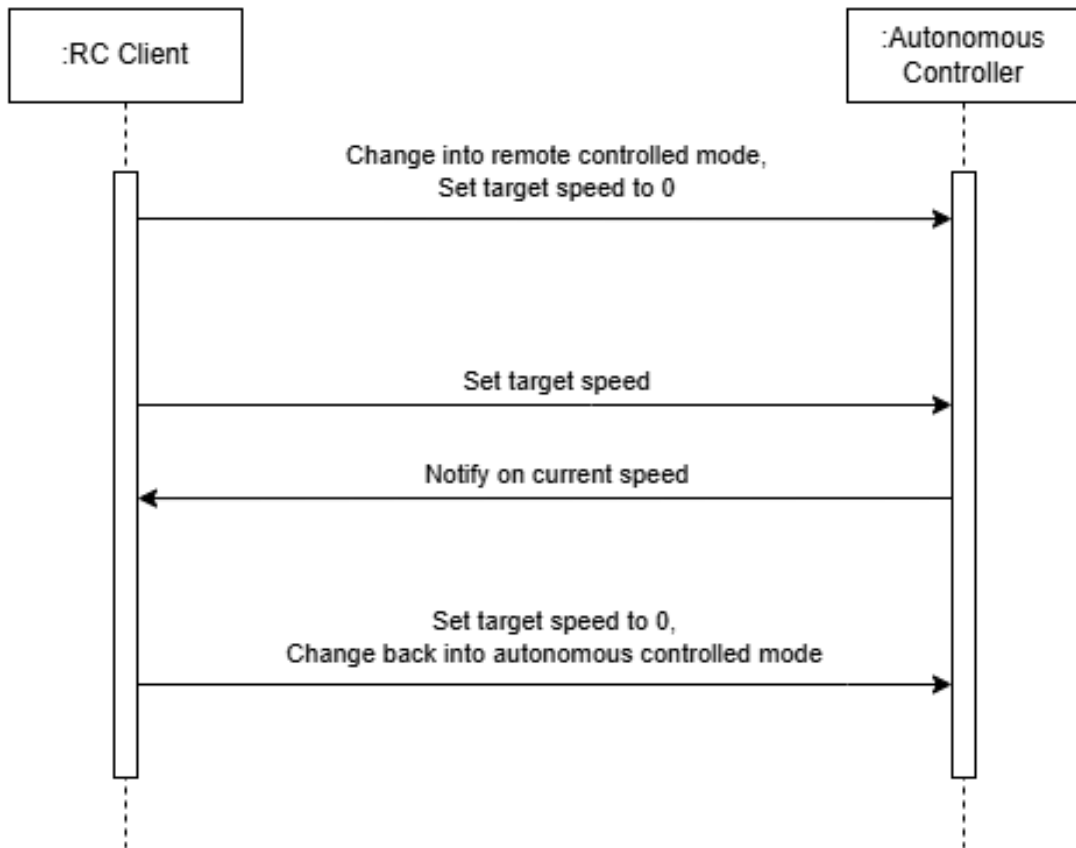 :RC Client
:Autonomous
Controller
Change into remote controlled mode,
Set target speed to 0
Set target speed
Notify on current speed
Set target speed to 0,
Change back into autonomous controlled mode